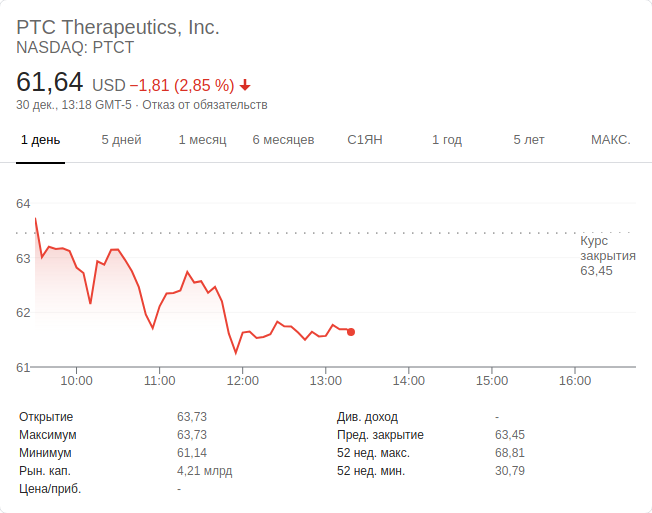 PTC Therapeutics, Inc.
NASDAQ: PTCT
61,64 USD −1,81 (2,85 %)
30 дек., 13:18 GMT-5 · Отказ от обязательств
1 день 5 дней 1 месяц 6 месяцев С1ЯН 1 год 5 лет МАКС.
64
63
62
61
Курс
закрытия
63,45
10:00 11:00 12:00 13:00 14:00 15:00 16:00
Открытие 63,73 Див. доход -
Максимум 63,73 Пред. закрытие 63,45
Минимум 61,14 52 нед. макс. 68,81
Рын. кап. 4,21 млрд 52 нед. мин. 30,79
Цена/приб. -